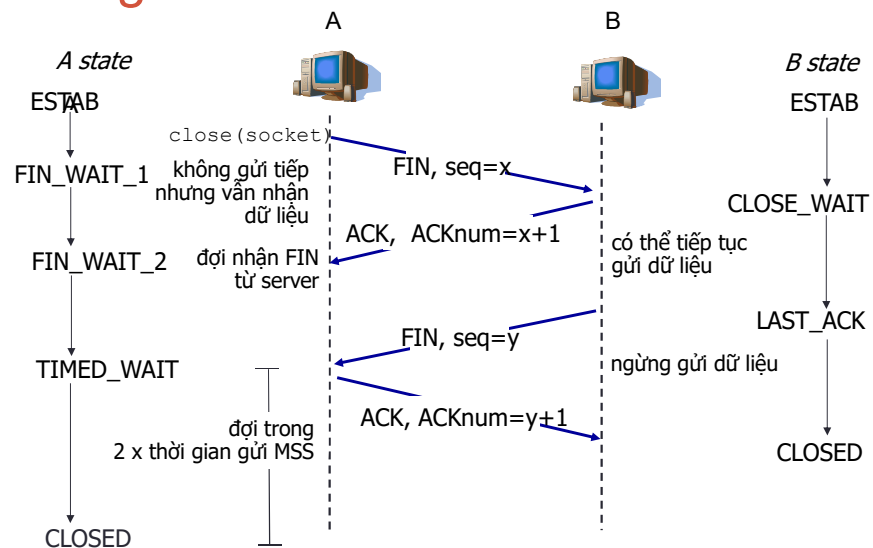 A
B
A state
B state
ESTAB
A
ESTAB
close(socket)
FIN, seq=x
FIN_WAIT_1
không gửi tiếp
nhưng vẫn nhận
dữ liệu
CLOSE_WAIT
ACK, ACKnum=x+1
có thể tiếp tục
gửi dữ liệu
FIN_WAIT_2
đợi nhận FIN
từ server
LAST_ACK
FIN, seq=y
ngừng gửi dữ liệu
TIMED_WAIT
ACK, ACKnum=y+1
đợi trong
2 x thời gian gửi MSS
CLOSED
CLOSED